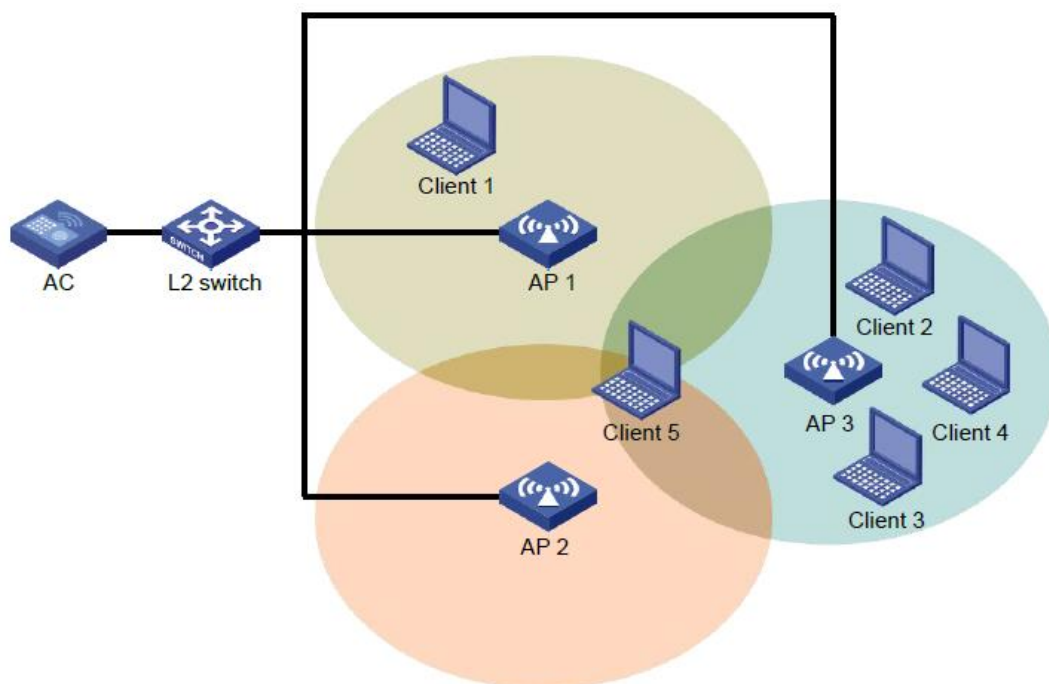 Client 1
AC
L2 switch
SWITCH
AP 1
Client 2
Client 5
AP 3
Client 4
Client 3
AP 2